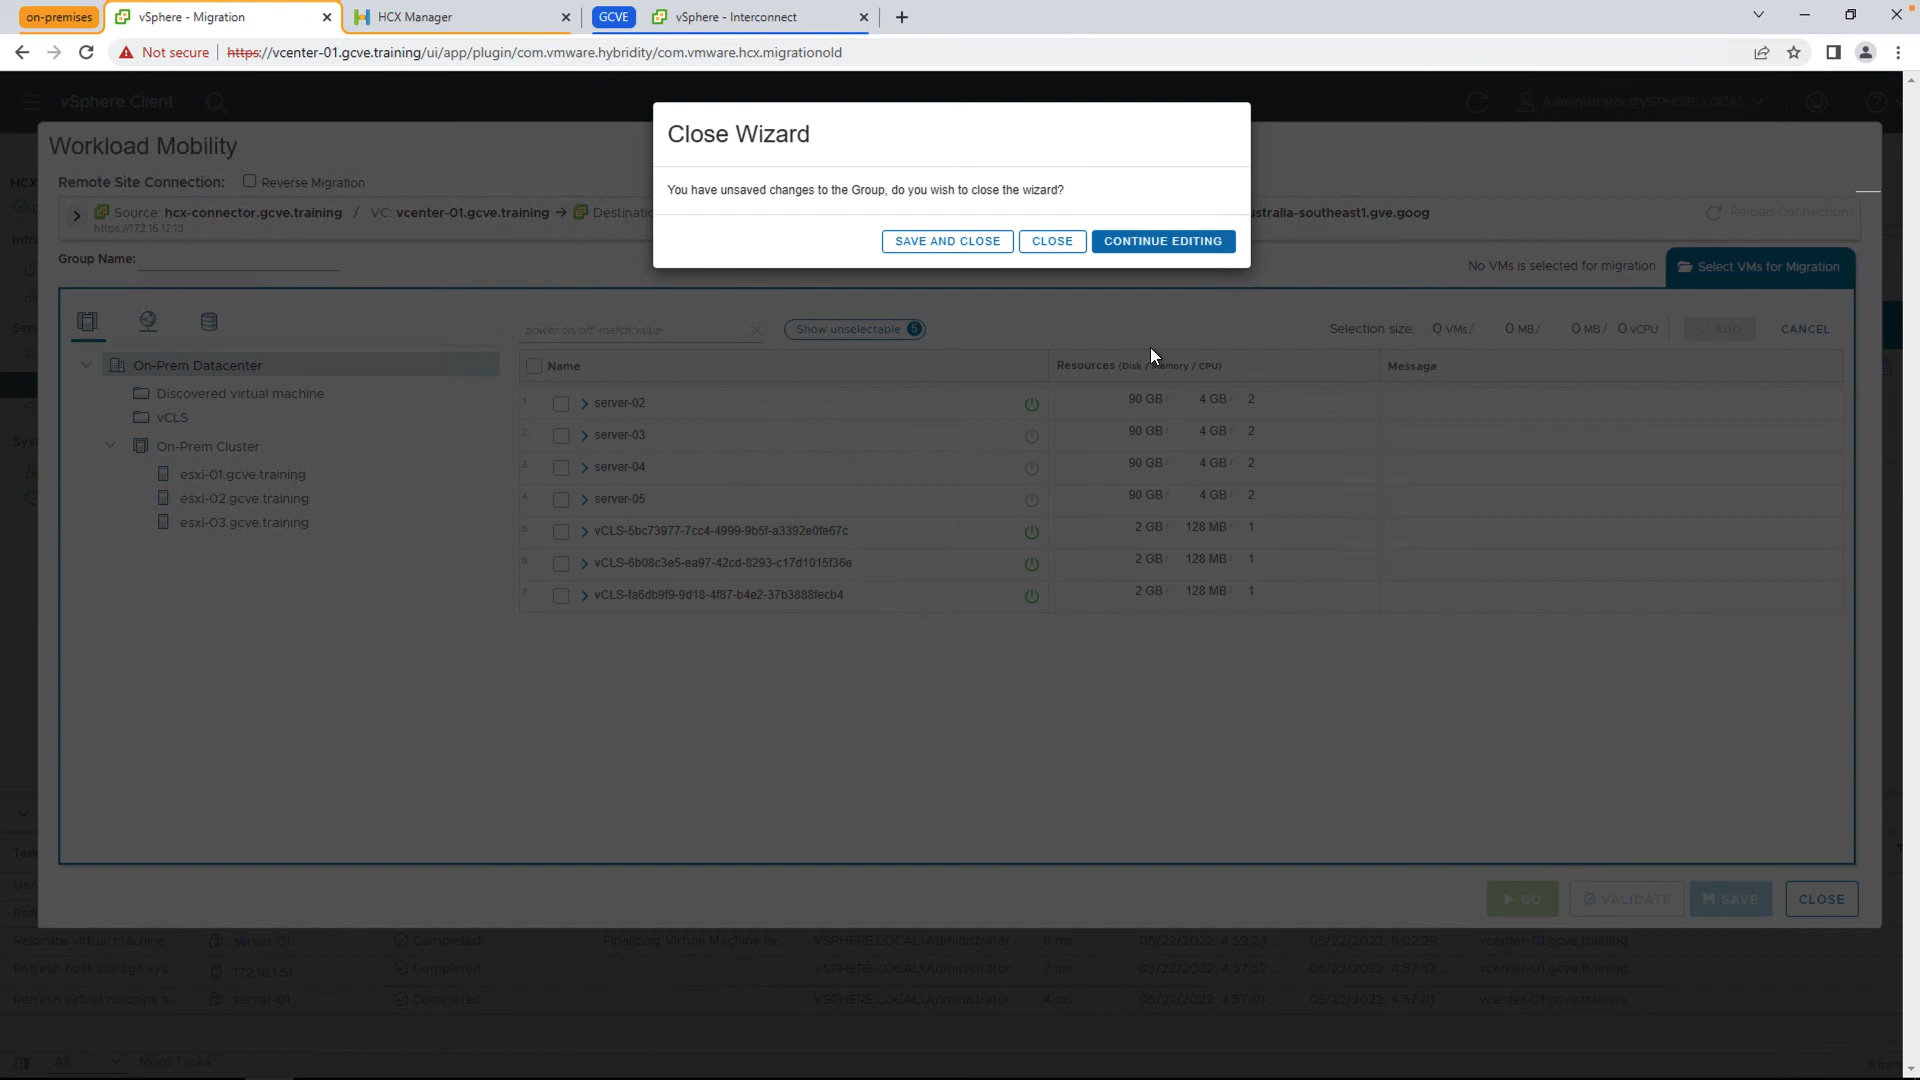 on-premises
vSphere - Migration
HCX Manager
GCVE
vSphere - Interconnect
Not secure
https://vcenter-01.gcve.training/ui/app/plugin/com.vmware.hybridity/com.vmware.hcx.migrationold
vSphere Client
Administrator@VSPHERE.LOCAL
Close Wizard
You have unsaved changes to the Group, do you wish to close the wizard?
SAVE AND CLOSE
CLOSE
CONTINUE EDITING
Workload Mobility
HCX
Remote Site Connection:
Reverse Migration
Source: hcx-connector.gcve.training / VC: vcenter-01.gcve.training → Destinatio
ustralia-southeast1.gve.goog
Reload Connections
https://172.16.12.13
Group Name:
No VMs is selected for migration
Select VMs for Migration
power:on/off, match:value
Show unselectable 5
Selection size: 0 VMs/ 0 MB/ 0 MB/ 0 vCPU
ADD
CANCEL
On-Prem Datacenter
Discovered virtual machine
vCLS
On-Prem Cluster
esxi-01.gcve.training
esxi-02.gcve.training
esxi-03.gcve.training
Name
Resources (Disk / Memory / CPU)
Message
1. server-02 90 GB / 4 GB / 2
2. server-03 90 GB / 4 GB / 2
3. server-04 90 GB / 4 GB / 2
4. server-05 90 GB / 4 GB / 2
5. vCLS-5bc73977-7cc4-4999-9b5f-a3392e0fe67c 2 GB / 128 MB / 1
6. vCLS-6b08c3e5-ea97-42cd-8293-c17d1015f36e 2 GB / 128 MB / 1
7. vCLS-fa6db9f9-9d18-4f87-b4e2-37b3888fecb4 2 GB / 128 MB / 1
GO
VALIDATE
SAVE
CLOSE
Relocate virtual machine server-01 Completed Finalizing Virtual Machine liv... VSPHERE.LOCAL\Administrator 6 ms 05/22/2022, 4:59:24... 05/22/2022, 5:02:29... vcenter-01.gcve.training
Refresh host storage sys... 172.16.1.51 Completed VSPHERE.LOCAL\Administrator 7 ms 05/22/2022, 4:57:52... 05/22/2022, 4:57:52... vcenter-01.gcve.training
Refresh virtual machine s... server-01 Completed VSPHERE.LOCAL\Administrator 4 ms 05/22/2022, 4:57:01... 05/22/2022, 4:57:01... vcenter-01.gcve.training
All
More Tasks